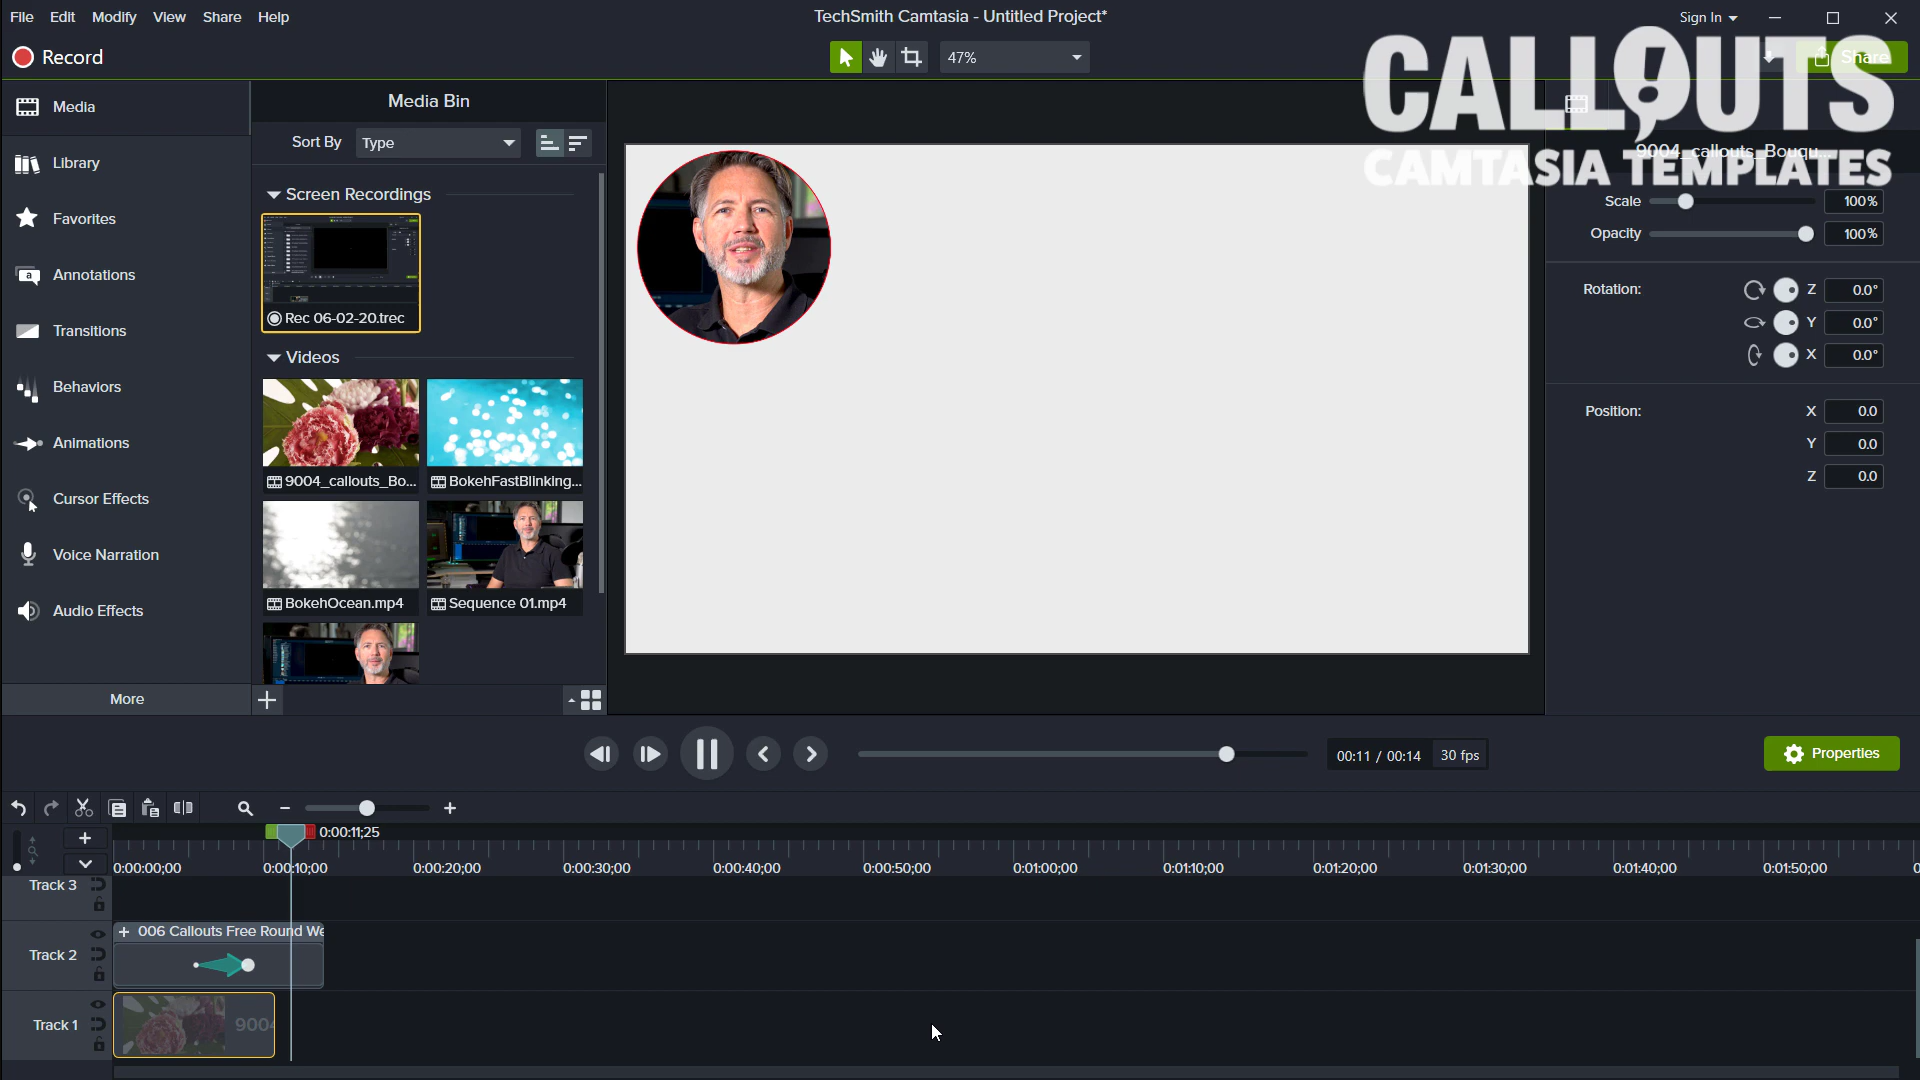 File Edit Modify View Share Help
TechSmith Camtasia - Untitled Project*
Sign In
Record
47%
Share
CALLOUTS
CAMTASIA TEMPLATES
Media
Library
Favorites
Annotations
Transitions
Behaviors
Animations
Cursor Effects
Voice Narration
Audio Effects
More
Media Bin
Sort By Type
Screen Recordings
Rec 06-02-20.trec
Videos
9004_callouts_Bo...
BokehFastBlinking...
BokehOcean.mp4
Sequence 01.mp4
9004_callouts_Bouqu...
Scale 100%
Opacity 100%
Rotation: Z 0.0°
Y 0.0°
X 0.0°
Position: X 0.0
Y 0.0
Z 0.0
00:11 / 00:14 30 fps
Properties
0:00:11;25
0:00:00;00 0:00:10;00 0:00:20;00 0:00:30;00 0:00:40;00 0:00:50;00 0:01:00;00 0:01:10;00 0:01:20;00 0:01:30;00 0:01:40;00 0:01:50;00 0
Track 3
006 Callouts Free Round We
Track 2
Track 1
9004